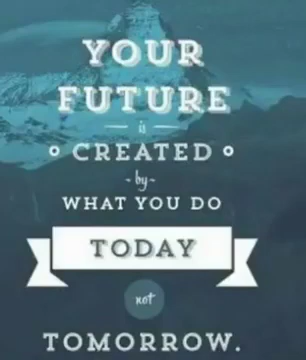 YOUR
FUTURE
is
CREATED
by
WHAT YOU DO
TODAY
not
TOMORROW.